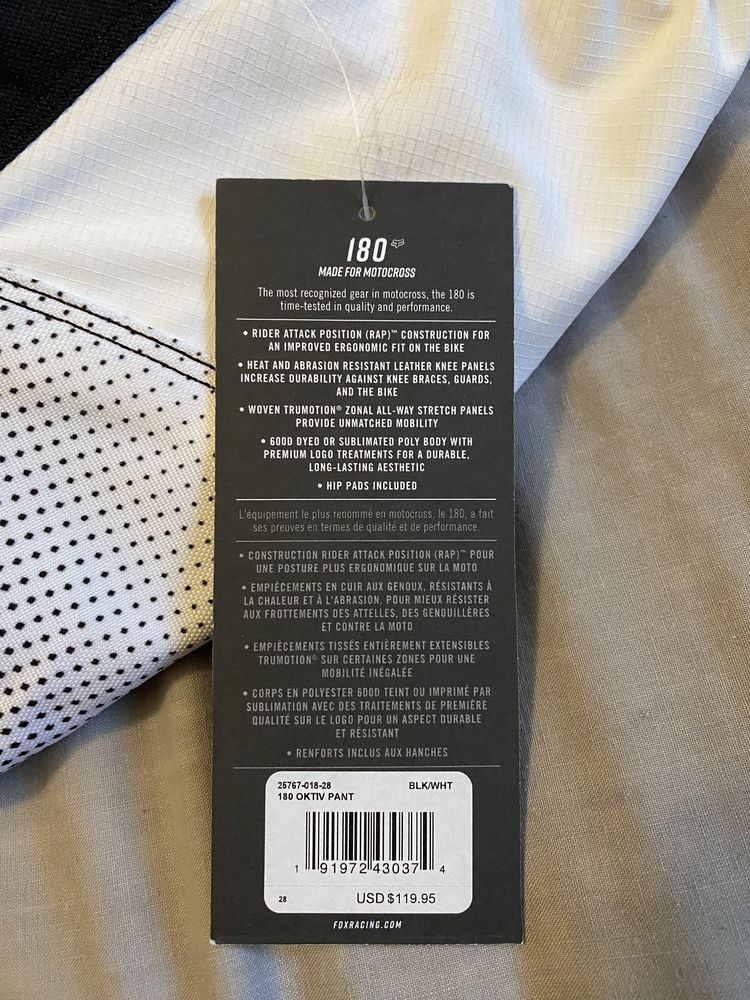 180
MADE FOR MOTOCROSS
The most recognized gear in motocross, the 180 is
time-tested in quality and performance.
• RIDER ATTACK POSITION (RAP)™ CONSTRUCTION FOR
AN IMPROVED ERGONOMIC FIT ON THE BIKE
• HEAT AND ABRASION RESISTANT LEATHER KNEE PANELS
INCREASE DURABILITY AGAINST KNEE BRACES, GUARDS,
AND THE BIKE
• WOVEN TRUMOTION® ZONAL ALL-WAY STRETCH PANELS
PROVIDE UNMATCHED MOBILITY
• 600D DYED OR SUBLIMATED POLY BODY WITH
PREMIUM LOGO TREATMENTS FOR A DURABLE,
LONG-LASTING AESTHETIC
• HIP PADS INCLUDED
L'équipement le plus renommé en motocross, le 180, a fait
ses preuves en termes de qualité et de performance.
• CONSTRUCTION RIDER ATTACK POSITION (RAP)™ POUR
UNE POSTURE PLUS ERGONOMIQUE SUR LA MOTO
• EMPIÈCEMENTS EN CUIR AUX GENOUX, RÉSISTANTS À
LA CHALEUR ET À L'ABRASION, POUR MIEUX RÉSISTER
AUX FROTTEMENTS DES ATTELLES, DES GENOUILLÈRES
ET CONTRE LA MOTO
• EMPIÈCEMENTS TISSÉS ENTIÈREMENT EXTENSIBLES
TRUMOTION® SUR CERTAINES ZONES POUR UNE
MOBILITÉ INÉGALÉE
• CORPS EN POLYESTER 600D TEINT OU IMPRIMÉ PAR
SUBLIMATION AVEC DES TRAITEMENTS DE PREMIÈRE
QUALITÉ SUR LE LOGO POUR UN ASPECT DURABLE
ET RÉSISTANT
• RENFORTS INCLUS AUX HANCHES
25767-018-28 BLK/WHT
180 OKTIV PANT
1 91972 43037 4
28 USD $119.95
FOXRACING.COM